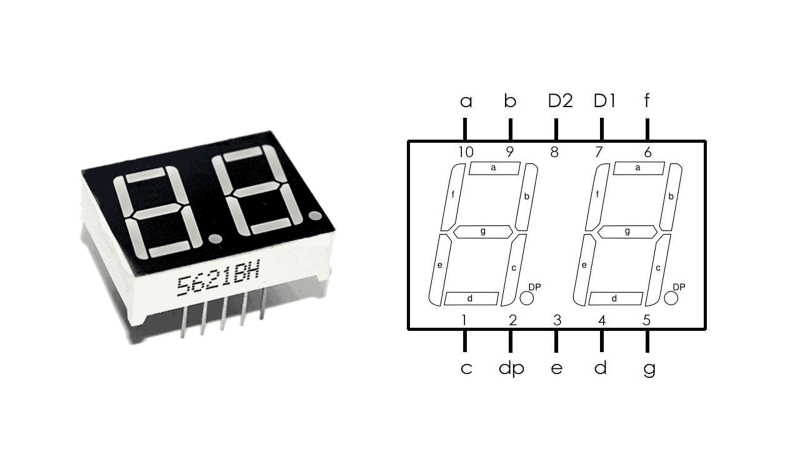 5621BH
a b D2 D1 f
10 9 8 7 6
a a
f b f b
g g
e c e c
DP DP
d d
1 2 3 4 5
c dp e d g